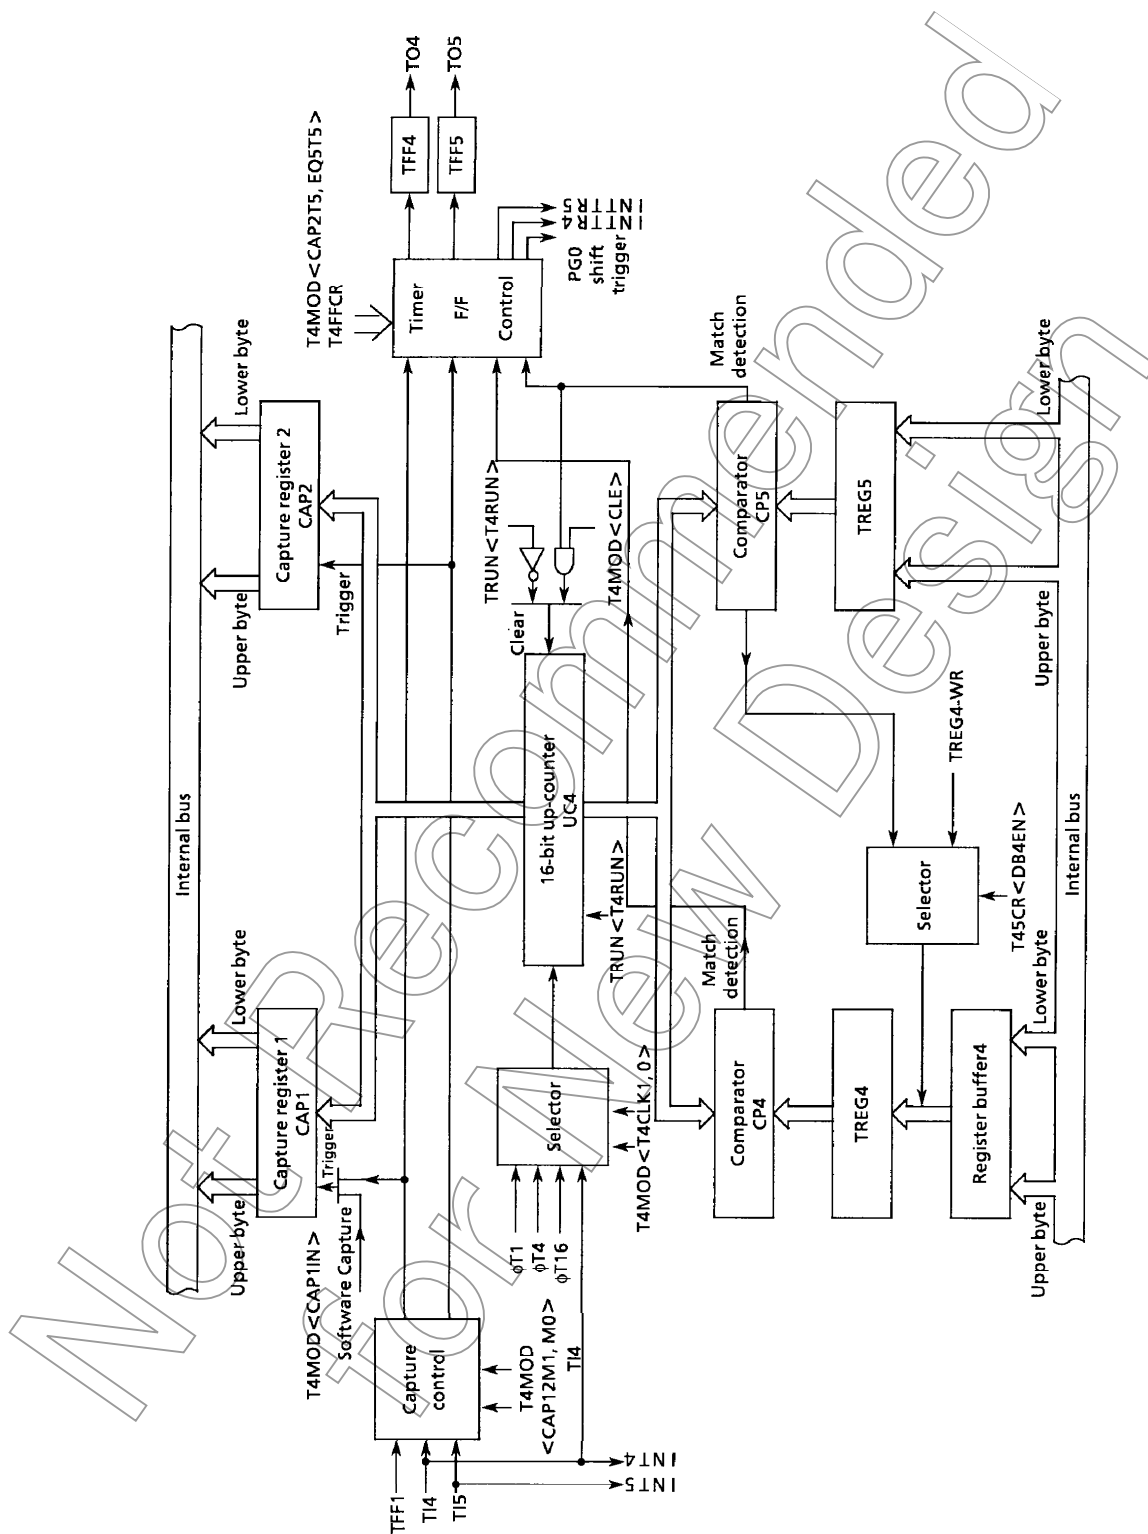 Internal bus
Upper byte
Lower byte
Upper byte
Lower byte
Capture register 1
CAP1
Capture register 2
CAP2
T4MOD<CAP1IN>
Software Capture
Trigger
Trigger
T4MOD<CAP2T5, EQ5T5>
T4FFCR
TFF1
TI4
TI5
Capture
control
Timer
F/F
Control
TFF4
TO4
TFF5
TO5
T4MOD
<CAP12M1, M0>
TI4
INT4
INT5
INTTR5
INTTR4
PG0
shift
trigger
TRUN<T4RUN>
Clear
T4MOD<CLE>
ϕT1
ϕT4
ϕT16
Selector
T4MOD<T4CLK1, 0>
16-bit up-counter
UC4
TRUN<T4RUN>
Match
detection
Match
detection
Comparator
CP4
Comparator
CP5
TREG4
TREG5
Selector
TREG4-WR
T45CR<DB4EN>
Register buffer4
Upper byte
Lower byte
Upper byte
Lower byte
Internal bus
Not Recommended
for New Design